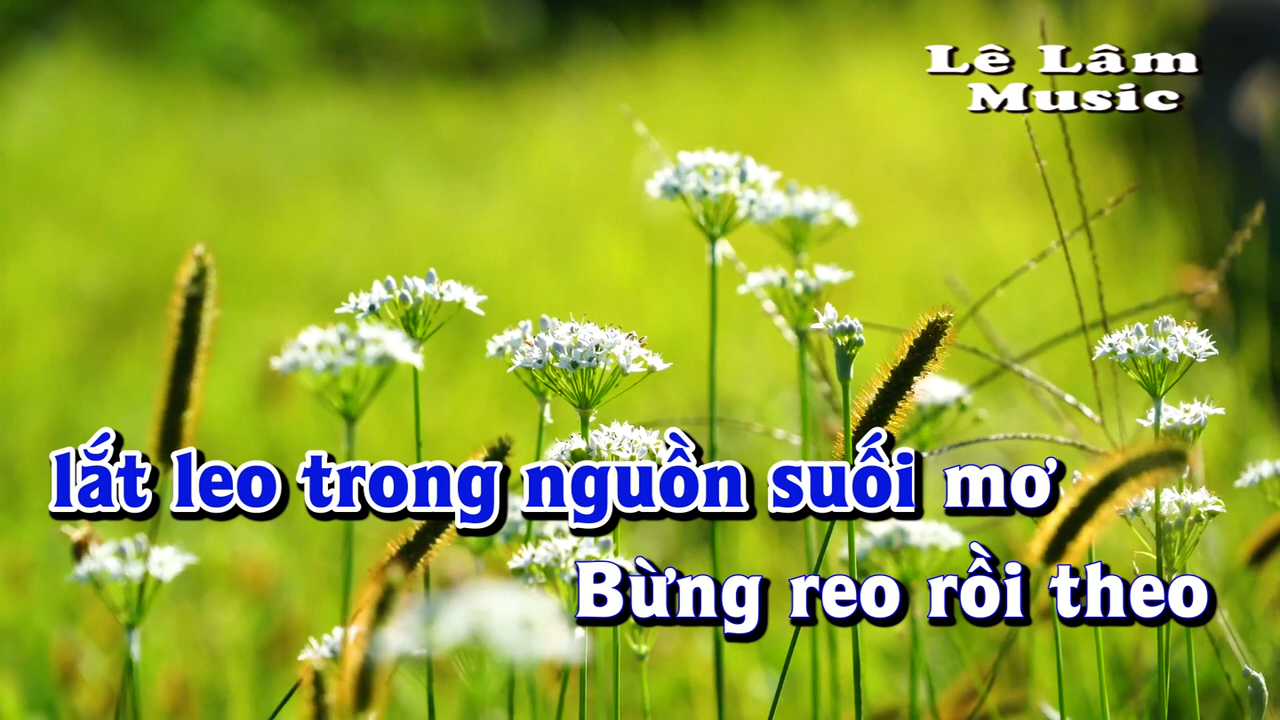 Lê Lâm
Music
lắt leo trong nguồn suối mơ
Bừng reo rồi theo